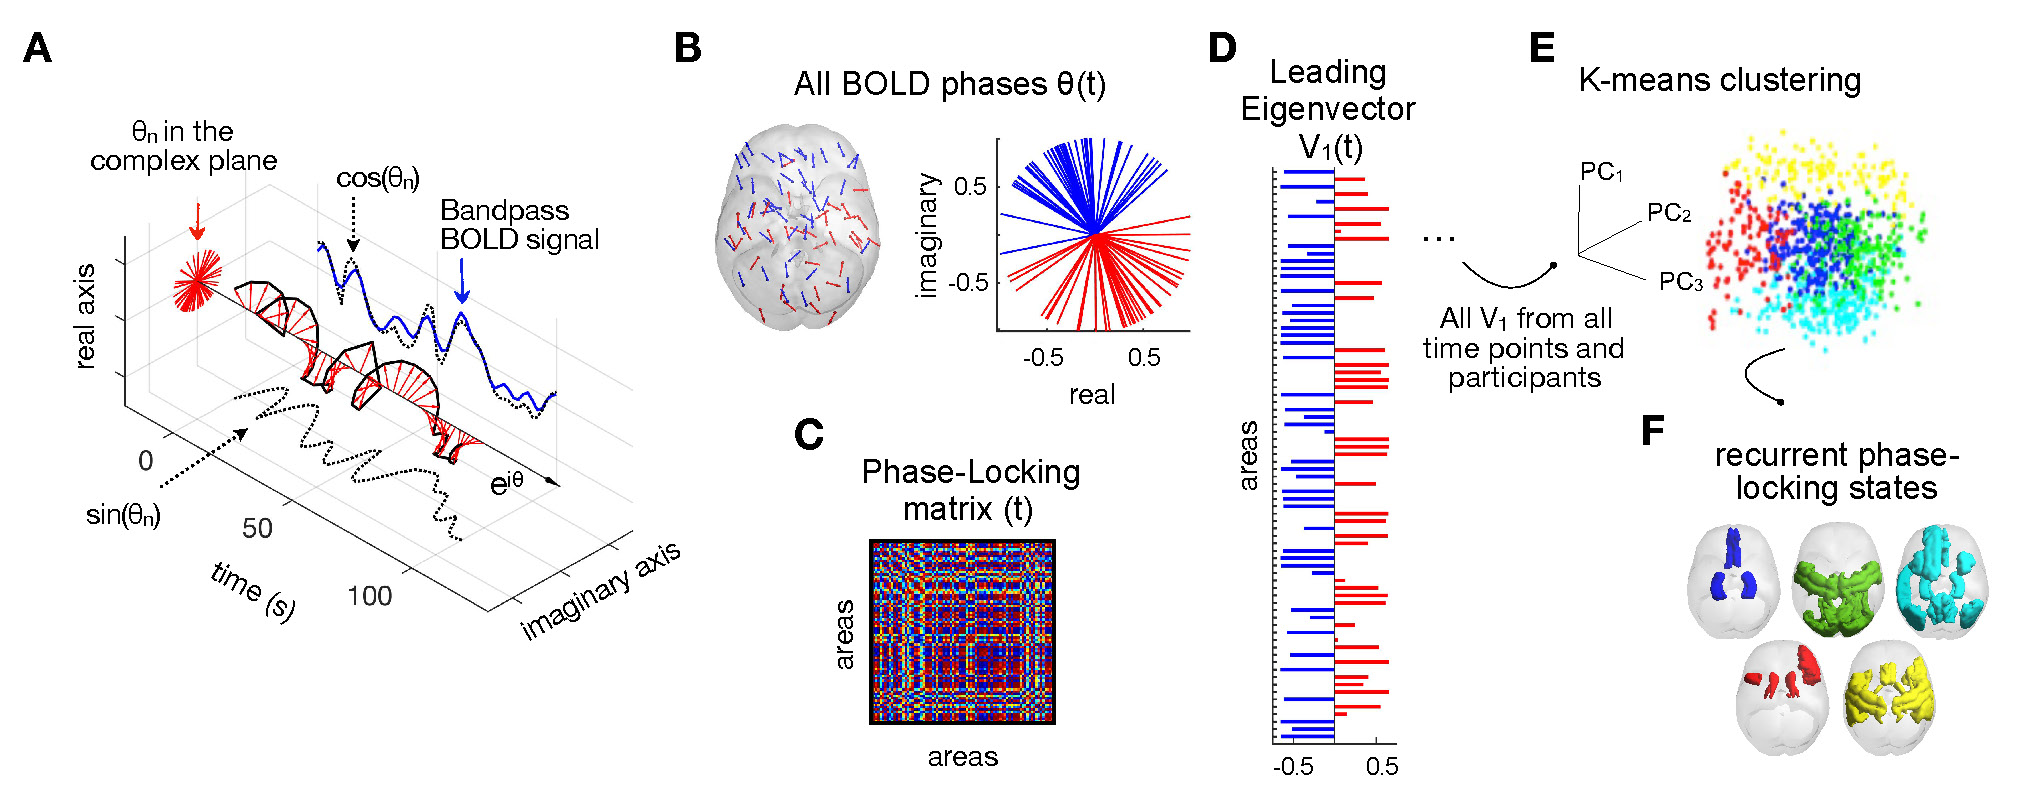 A
θn in the
complex plane
cos(θn)
Bandpass
BOLD signal
real axis
0
50
100
time (s)
sin(θn)
e^iθ
imaginary axis
B
All BOLD phases θ(t)
imaginary
0.5
-0.5
-0.5
0.5
real
C
Phase-Locking
matrix (t)
areas
areas
D
Leading
Eigenvector
V1(t)
areas
-0.5
0.5
...
All V1 from all
time points and
participants
E
K-means clustering
PC1
PC2
PC3
F
recurrent phase-
locking states